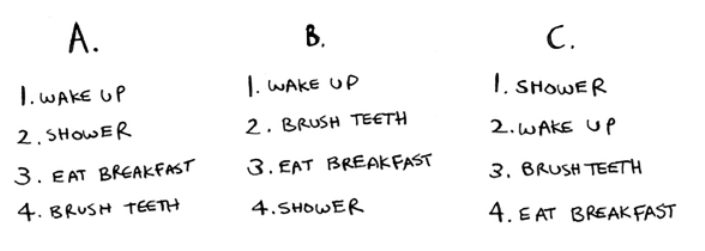 A.
1. WAKE UP
2. SHOWER
3. EAT BREAKFAST
4. BRUSH TEETH
B.
1. WAKE UP
2. BRUSH TEETH
3. EAT BREAKFAST
4. SHOWER
C.
1. SHOWER
2. WAKE UP
3. BRUSH TEETH
4. EAT BREAKFAST